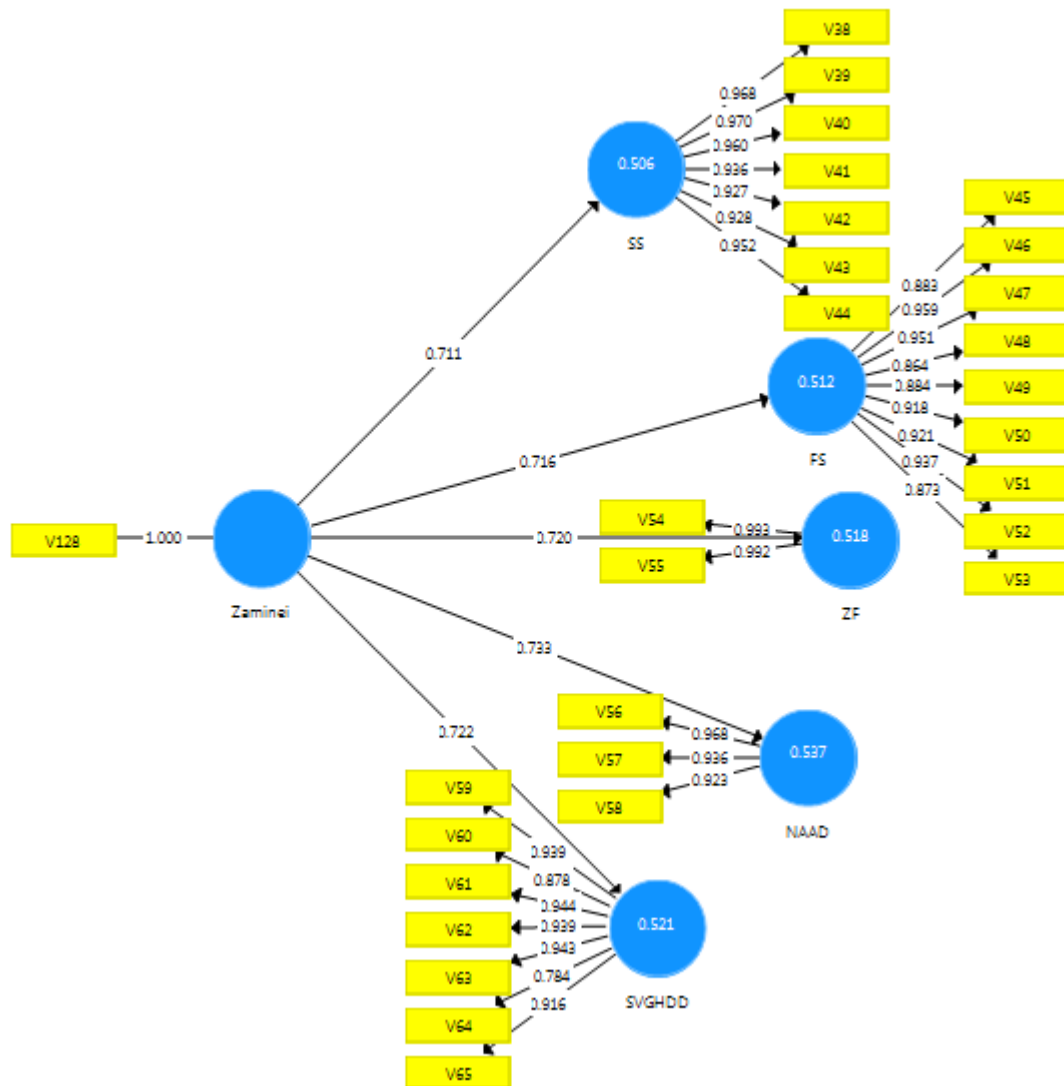 V38
V39
V40
V41
V42
V43
V44
0.968
0.970
0.960
0.936
0.927
0.928
0.952
0.506
SS
V45
V46
V47
V48
V49
V50
V51
V52
V53
0.883
0.959
0.951
0.864
0.884
0.918
0.921
0.937
0.873
0.512
FS
0.711
0.716
V128
1.000
Zaminei
0.720
V54
V55
0.993
0.992
0.518
ZF
0.733
V56
V57
V58
0.968
0.936
0.923
0.537
NAAD
0.722
V59
V60
V61
V62
V63
V64
V65
0.939
0.878
0.944
0.939
0.943
0.784
0.916
0.521
SVGHDD